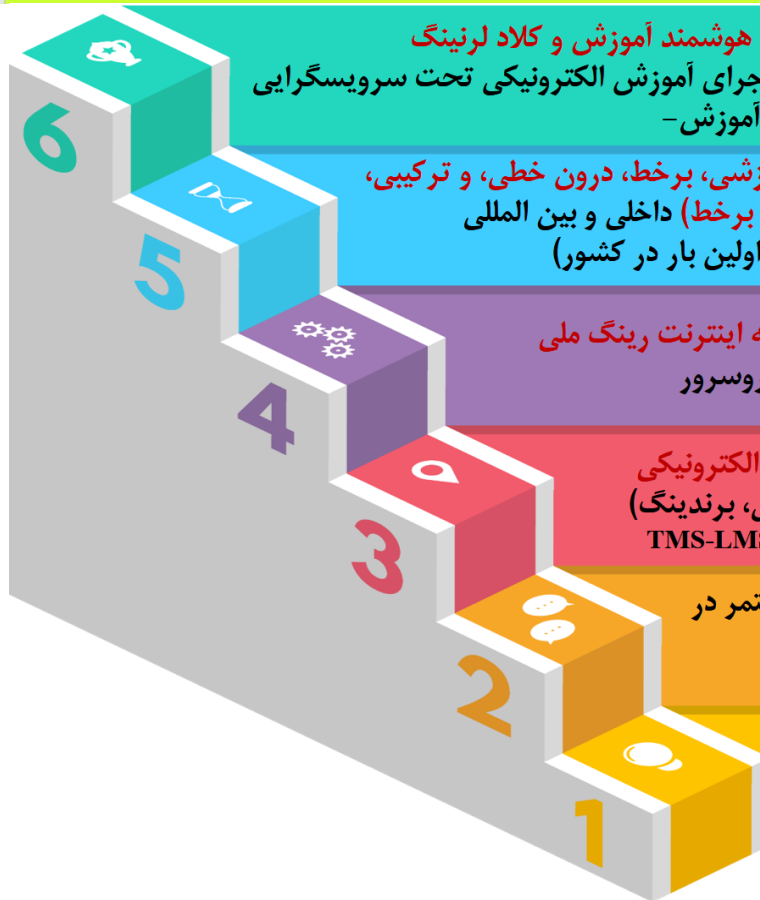 هوشمند آموزش و کلاد لرنینگ
جرای آموزش الکترونیکی تحت سرویسگرایی
آموزش-
6
زشی، برخط، درون خطی، و ترکیبی،
برخط) داخلی و بین المللی
اولین بار در کشور)
5
ه اینترنت رینگ ملی
روسرور
4
الکترونیکی
ی، برندینگ)
TMS-LMS
3
تمر در
2
1